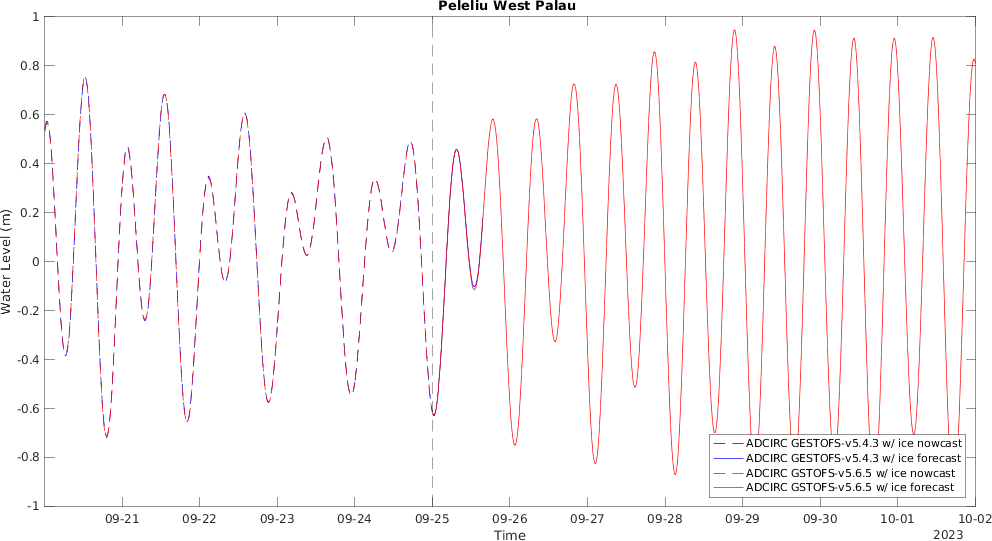 Peleliu West Palau
1
0.8
0.6
0.4
0.2
0
-0.2
-0.4
-0.6
-0.8
-1
Water Level (m)
ADCIRC GESTOFS-v5.4.3 w/ ice nowcast
ADCIRC GESTOFS-v5.4.3 w/ ice forecast
ADCIRC GSTOFS-v5.6.5 w/ ice nowcast
ADCIRC GSTOFS-v5.6.5 w/ ice forecast
09-21 09-22 09-23 09-24 09-25 09-26 09-27 09-28 09-29 09-30 10-01 10-02
Time
2023